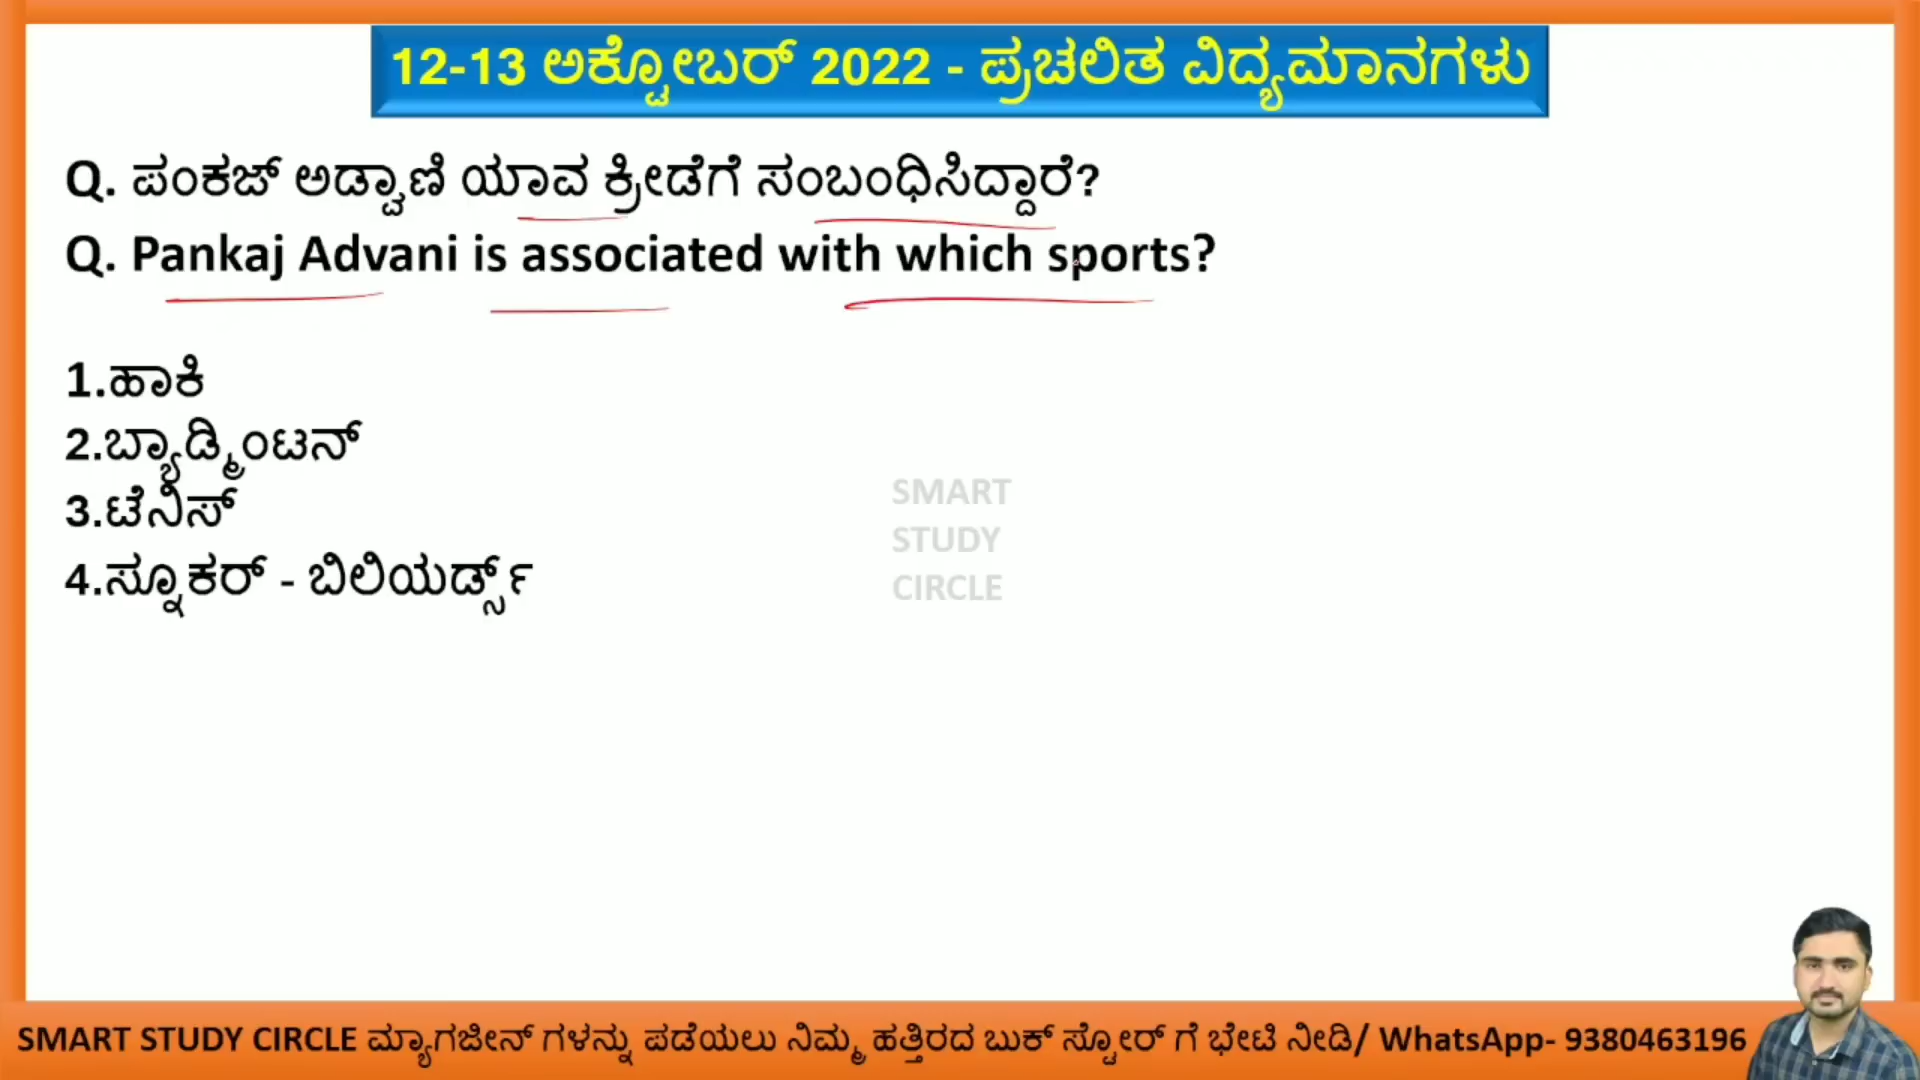 12-13 ಅಕ್ಟೋಬರ್ 2022 - ಪ್ರಚಲಿತ ವಿದ್ಯಮಾನಗಳು
Q. ಪಂಕಜ್ ಅಡ್ವಾಣಿ ಯಾವ ಕ್ರೀಡೆಗೆ ಸಂಬಂಧಿಸಿದ್ದಾರೆ?
Q. Pankaj Advani is associated with which sports?
1.ಹಾಕಿ
2.ಬ್ಯಾಡ್ಮಿಂಟನ್
3.ಟೆನಿಸ್
4.ಸ್ನೂಕರ್ - ಬಿಲಿಯರ್ಡ್ಸ್
SMART
STUDY
CIRCLE
SMART STUDY CIRCLE ಮ್ಯಾಗಜೀನ್ ಗಳನ್ನು ಪಡೆಯಲು ನಿಮ್ಮ ಹತ್ತಿರದ ಬುಕ್ ಸ್ಟೋರ್ ಗೆ ಭೇಟಿ ನೀಡಿ/ WhatsApp- 9380463196